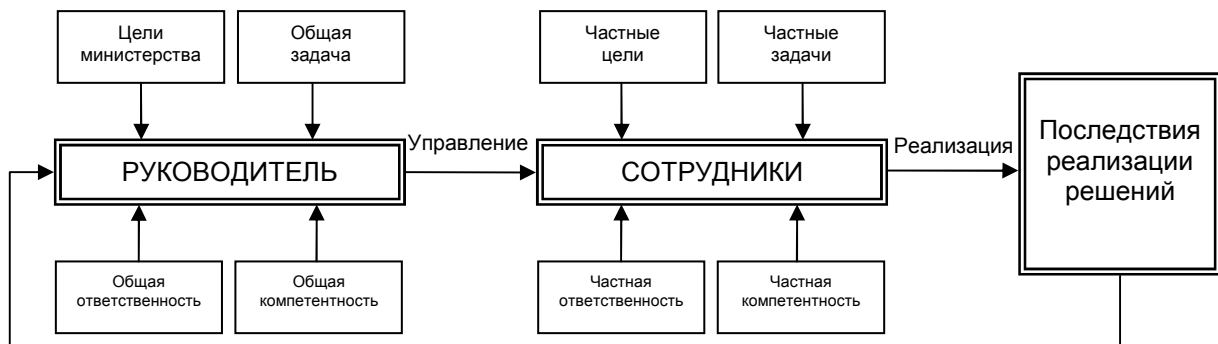 Цели
министерства
Общая
задача
Частные
цели
Частные
задачи
РУКОВОДИТЕЛЬ
Управление
СОТРУДНИКИ
Реализация
Последствия
реализации
решений
Общая
ответственность
Общая
компетентность
Частная
ответственность
Частная
компетентность